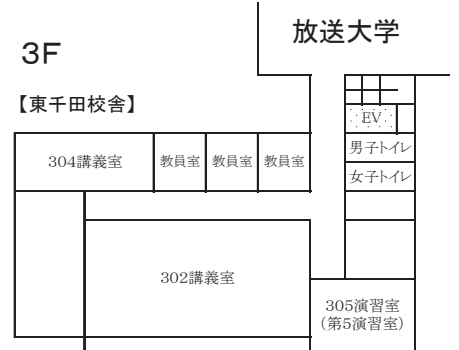 放送大学
3F
【東千田校舎】
EV
男子トイレ
304講義室
教員室
教員室
教員室
女子トイレ
302講義室
305演習室
（第5演習室）